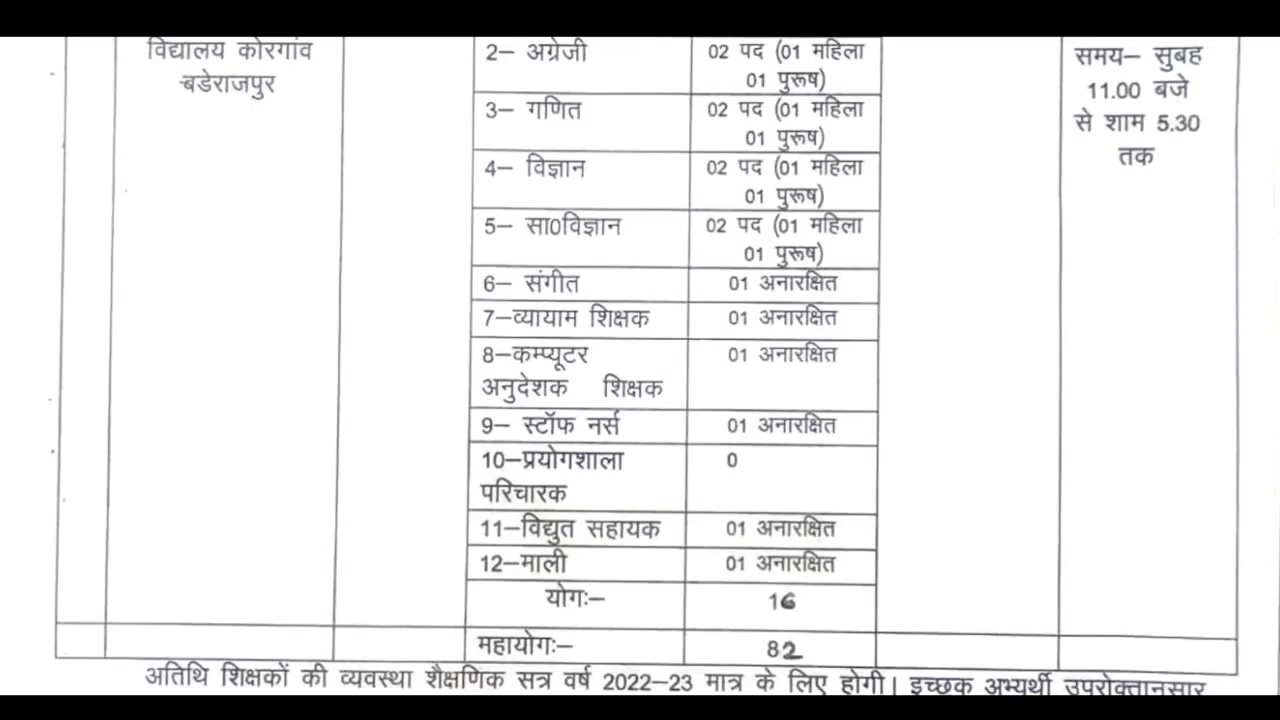 विद्यालय कोरगांव
बडेराजपुर
2– अग्रेजी
02 पद (01 महिला
01 पुरूष)
3– गणित
02 पद (01 महिला
01 पुरूष)
4– विज्ञान
02 पद (01 महिला
01 पुरूष)
5– सा0विज्ञान
02 पद (01 महिला
01 पुरूष)
6– संगीत
01 अनारक्षित
7–व्यायाम शिक्षक
01 अनारक्षित
8–कम्प्यूटर
अनुदेशक शिक्षक
01 अनारक्षित
9– स्टॉफ नर्स
01 अनारक्षित
10–प्रयोगशाला
परिचारक
0
11–विद्युत सहायक
01 अनारक्षित
12–माली
01 अनारक्षित
योगः–
16
समय– सुबह
11.00 बजे
से शाम 5.30
तक
महायोगः–
82
अतिथि शिक्षकों की व्यवस्था शैक्षणिक सत्र वर्ष 2022–23 मात्र के लिए होगी। इच्छक अभ्यर्थी उपरोक्तानुसार